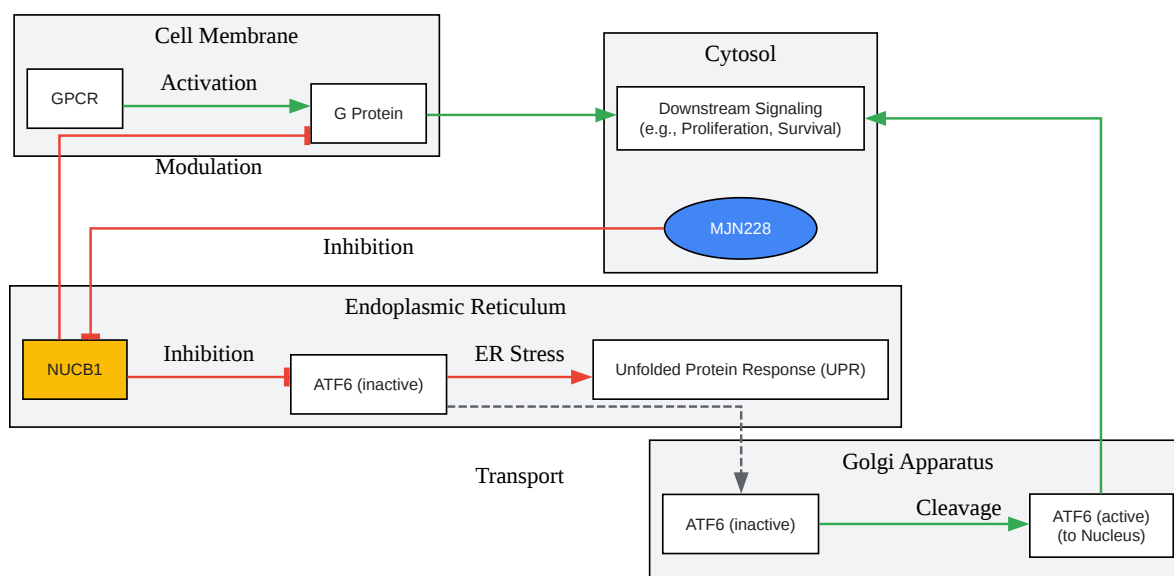 Cell Membrane
GPCR
Activation
G Protein
Modulation
Cytosol
Downstream Signaling
(e.g., Proliferation, Survival)
MJN228
Inhibition
Endoplasmic Reticulum
NUCB1
Inhibition
ATF6 (inactive)
ER Stress
Unfolded Protein Response (UPR)
Transport
Golgi Apparatus
ATF6 (inactive)
Cleavage
ATF6 (active)
(to Nucleus)